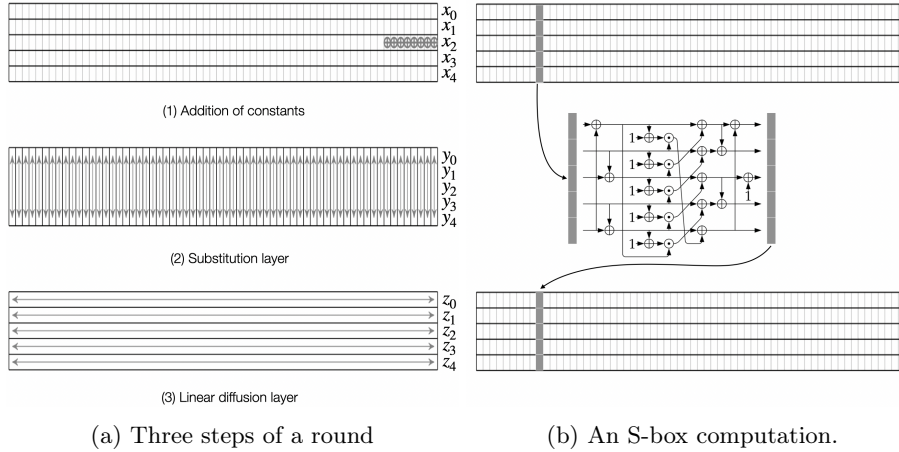 x0
x1
x2
x3
x4
(1) Addition of constants
y0
y1
y2
y3
y4
(2) Substitution layer
z0
z1
z2
z3
z4
(3) Linear diffusion layer
(a) Three steps of a round
1
1
1
1
1
1
(b) An S-box computation.